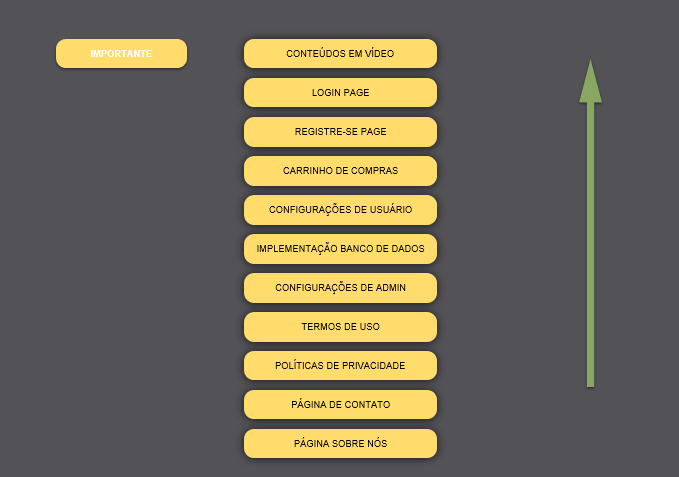 IMPORTANTE
CONTEÚDOS EM VÍDEO
LOGIN PAGE
REGISTRE-SE PAGE
CARRINHO DE COMPRAS
CONFIGURAÇÕES DE USUÁRIO
IMPLEMENTAÇÃO BANCO DE DADOS
CONFIGURAÇÕES DE ADMIN
TERMOS DE USO
POLÍTICAS DE PRIVACIDADE
PÁGINA DE CONTATO
PÁGINA SOBRE NÓS